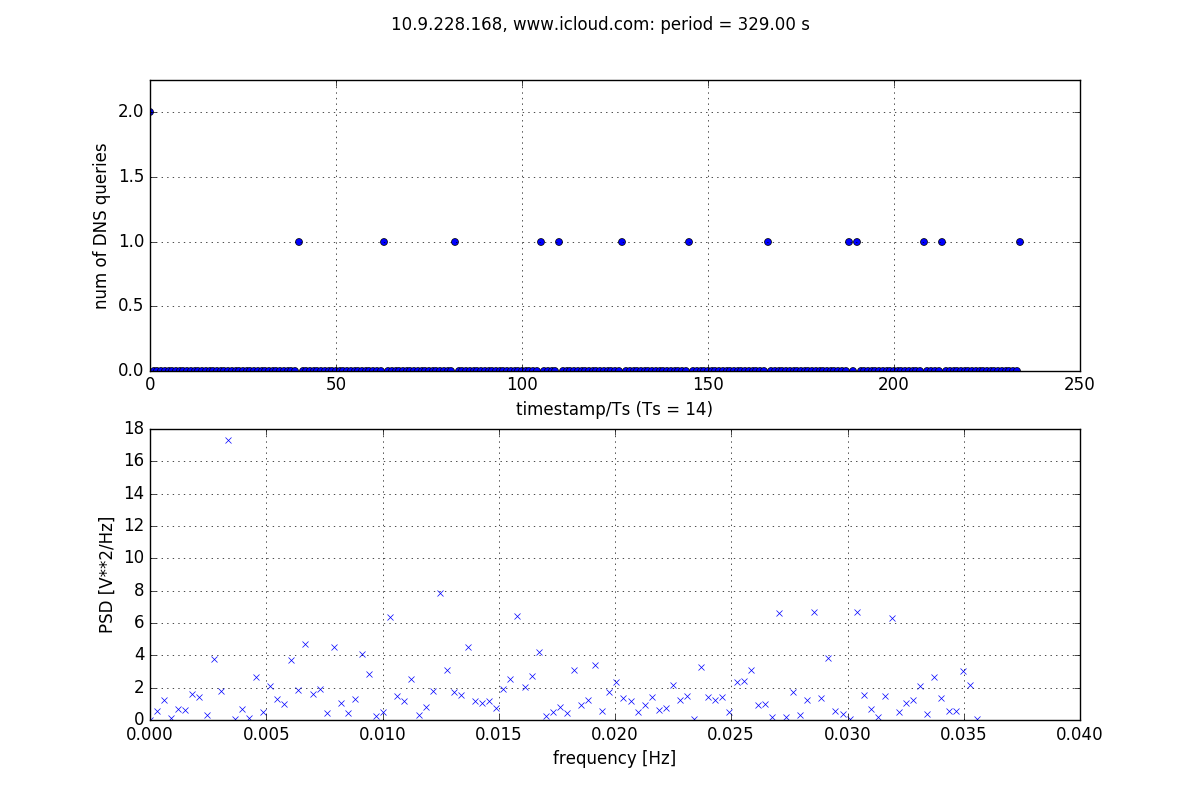 10.9.228.168, www.icloud.com: period = 329.00 s
2.0
1.5
1.0
0.5
0.0
num of DNS queries
0 50 100 150 200 250
timestamp/Ts (Ts = 14)
18
16
14
12
10
8
6
4
2
0
PSD [V**2/Hz]
0.000 0.005 0.010 0.015 0.020 0.025 0.030 0.035 0.040
frequency [Hz]